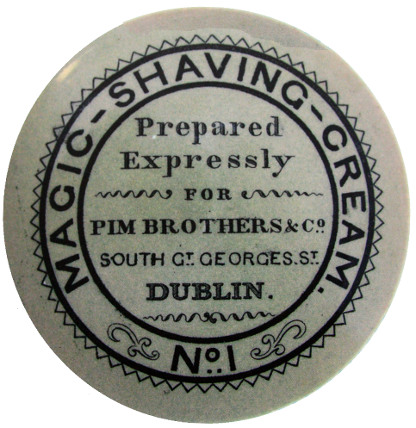 MAGIC-SHAVING-CREAM.
Prepared
Expressly
FOR
PIM BROTHERS & Co.
SOUTH GT. GEORGES. ST.
DUBLIN.
No. 1